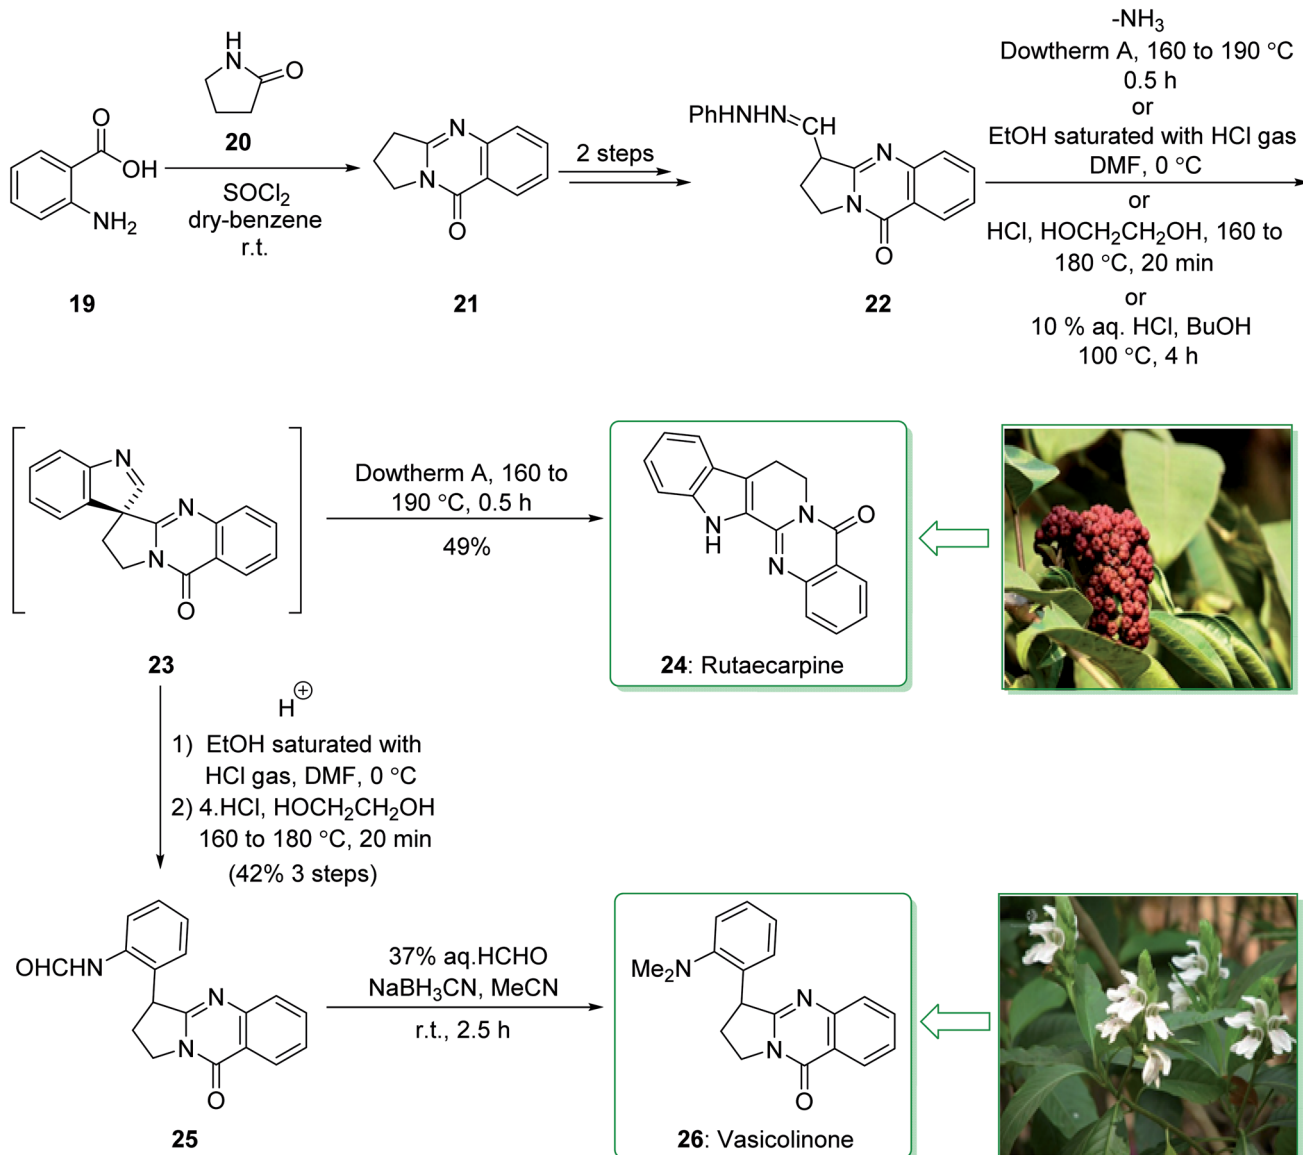 H
N
O
20
O
OH
NH₂
SOCl₂
dry-benzene
r.t.
19
N
N
O
21
2 steps
PhHNHN
CH
N
N
O
22
-NH₃
Dowtherm A, 160 to 190 °C
0.5 h
or
EtOH saturated with HCl gas
DMF, 0 °C
or
HCl, HOCH₂CH₂OH, 160 to
180 °C, 20 min
or
10 % aq. HCl, BuOH
100 °C, 4 h
N
N
N
O
23
Dowtherm A, 160 to
190 °C, 0.5 h
49%
N
H
N
O
N
24: Rutaecarpine
H⊕
1) EtOH saturated with
HCl gas, DMF, 0 °C
2) 4.HCl, HOCH₂CH₂OH
160 to 180 °C, 20 min
(42% 3 steps)
OHCHN
N
N
O
25
37% aq.HCHO
NaBH₃CN, MeCN
r.t., 2.5 h
Me₂N
N
N
O
26: Vasicolinone